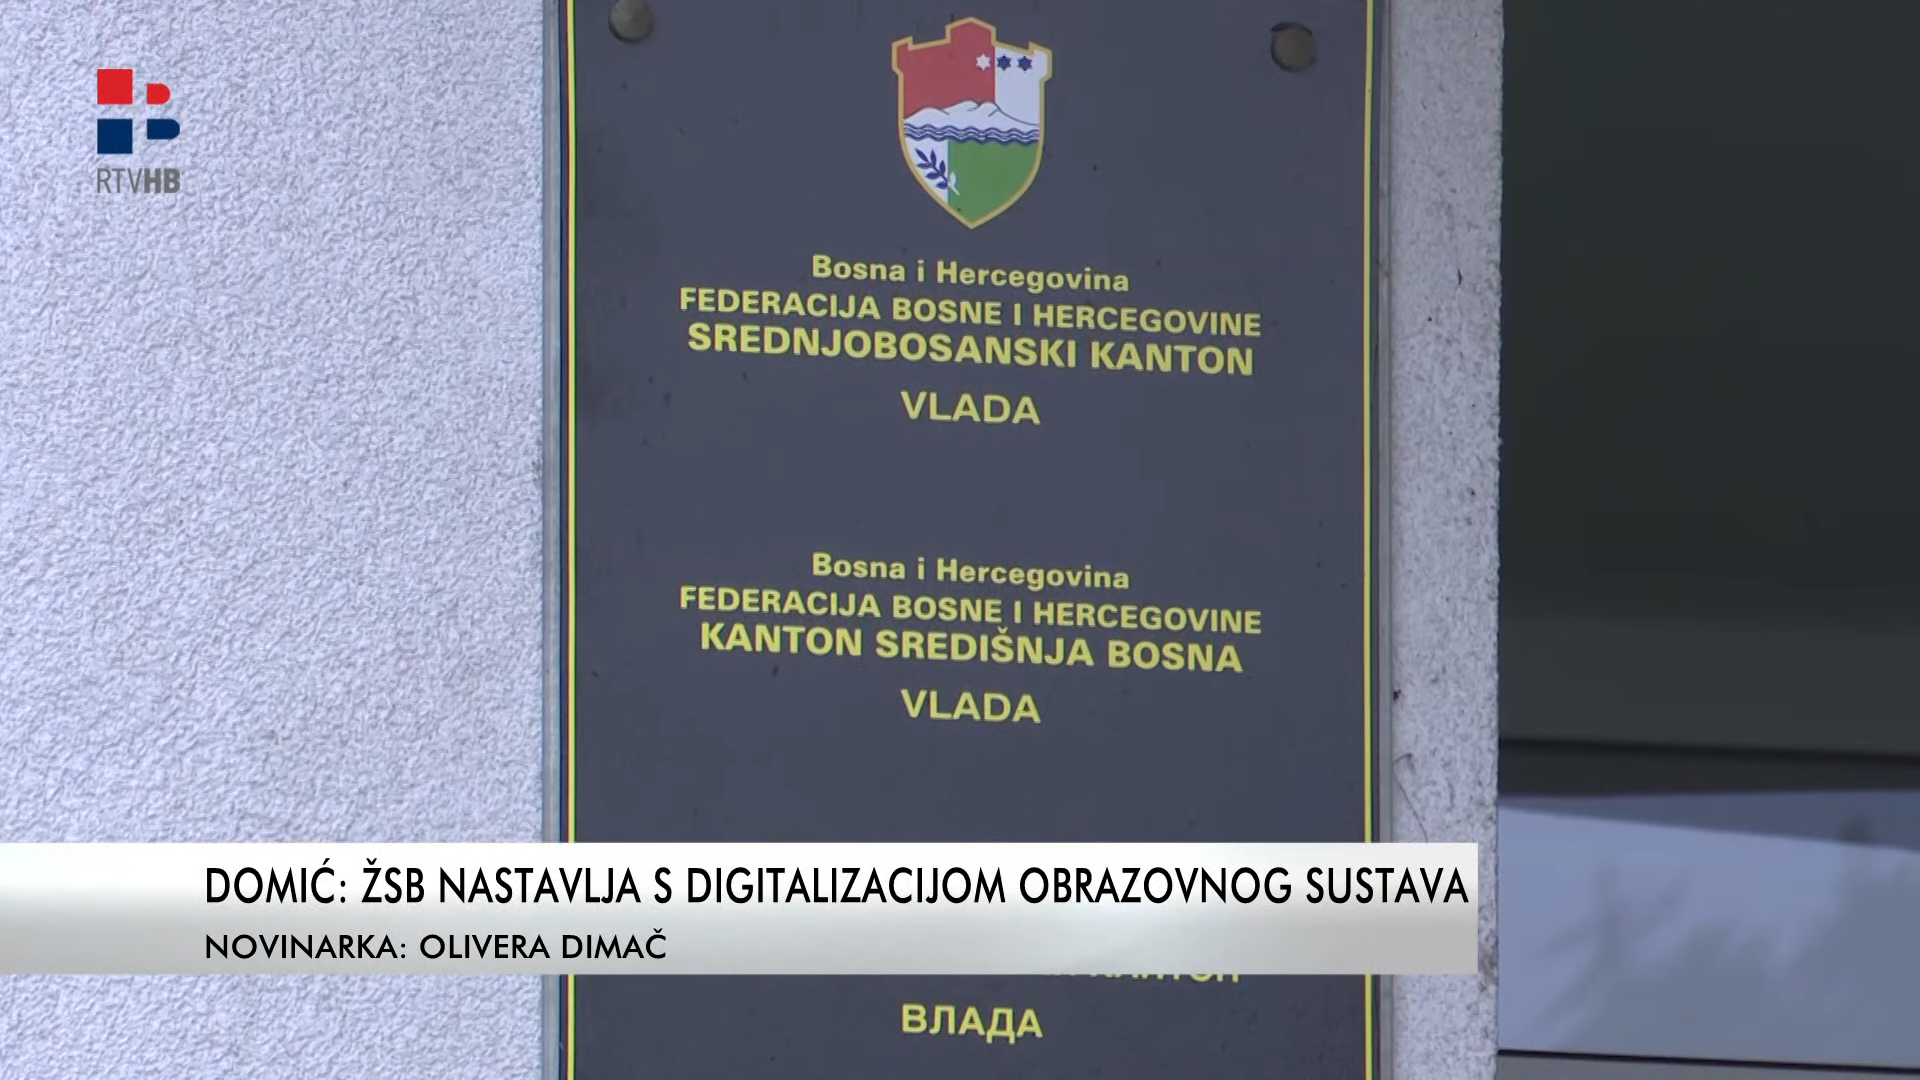 RTVHB
Bosna i Hercegovina
FEDERACIJA BOSNE I HERCEGOVINE
SREDNJOBOSANSKI KANTON
VLADA
Bosna i Hercegovina
FEDERACIJA BOSNE I HERCEGOVINE
KANTON SREDIŠNJA BOSNA
VLADA
DOMIĆ: ŽSB NASTAVLJA S DIGITALIZACIJOM OBRAZOVNOG SUSTAVA
NOVINARKA: OLIVERA DIMAČ
ВЛАДА